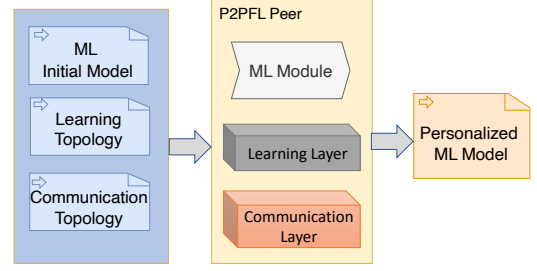 ML
Initial Model
Learning
Topology
Communication
Topology
P2PFL Peer
ML Module
Learning Layer
Communication
Layer
Personalized
ML Model